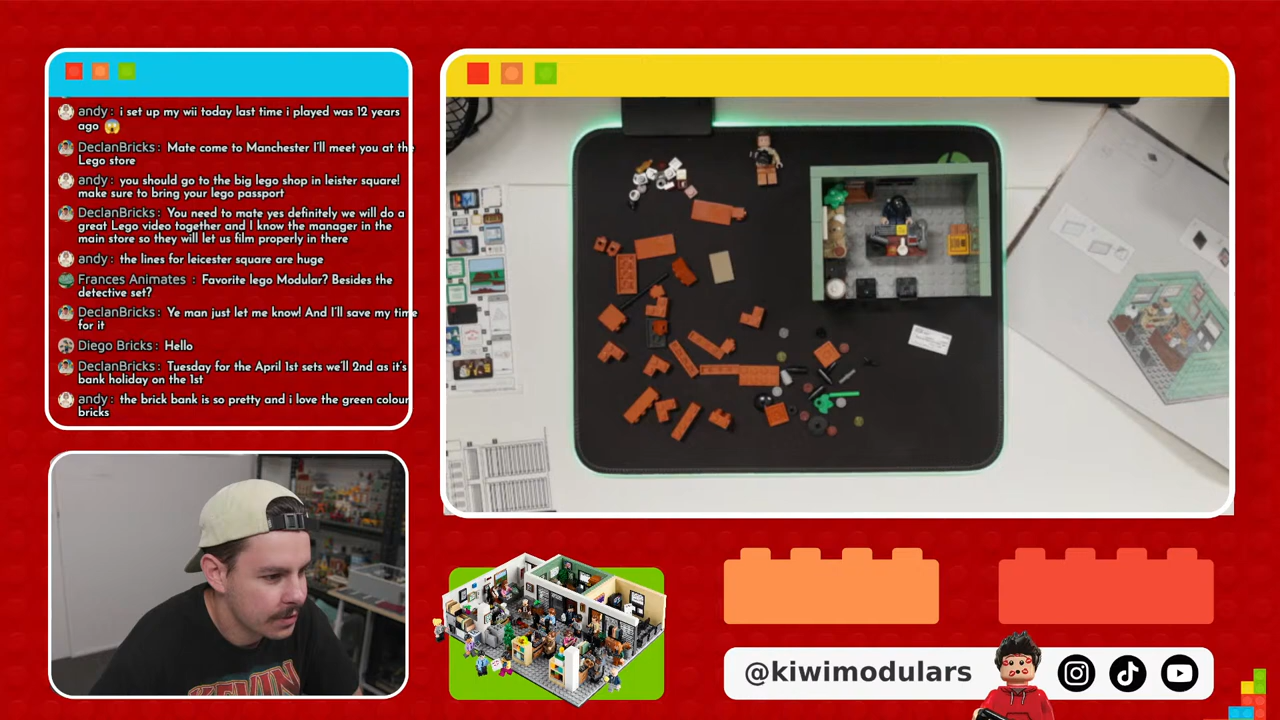 andy : i set up my wii today last time i played was 12 years
ago 😱
DeclanBricks : Mate come to Manchester I'll meet you at the
Lego store
andy : you should go to the big lego shop in leister square!
make sure to bring your lego passport
DeclanBricks : You need to mate yes definitely we will do a
great Lego video together and I know the manager in the
main store so they will let us film properly in there
andy : the lines for leicester square are huge
Frances Animates : Favorite lego Modular? Besides the
detective set?
DeclanBricks : Ye man just let me know! And I'll save my time
for it
Diego Bricks : Hello
DeclanBricks : Tuesday for the April 1st sets we'll 2nd as it's
bank holiday on the 1st
andy : the brick bank is so pretty and i love the green colour
bricks
KEVIN
@kiwimodulars